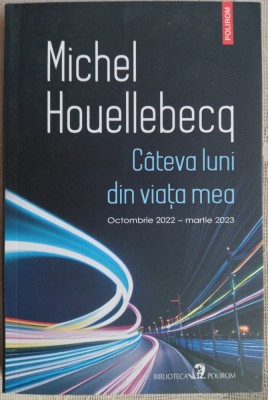 POLIROM
Michel
Houellebecq
Câteva luni
din viața mea
Octombrie 2022 – martie 2023
BIBLIOTECA POLIROM